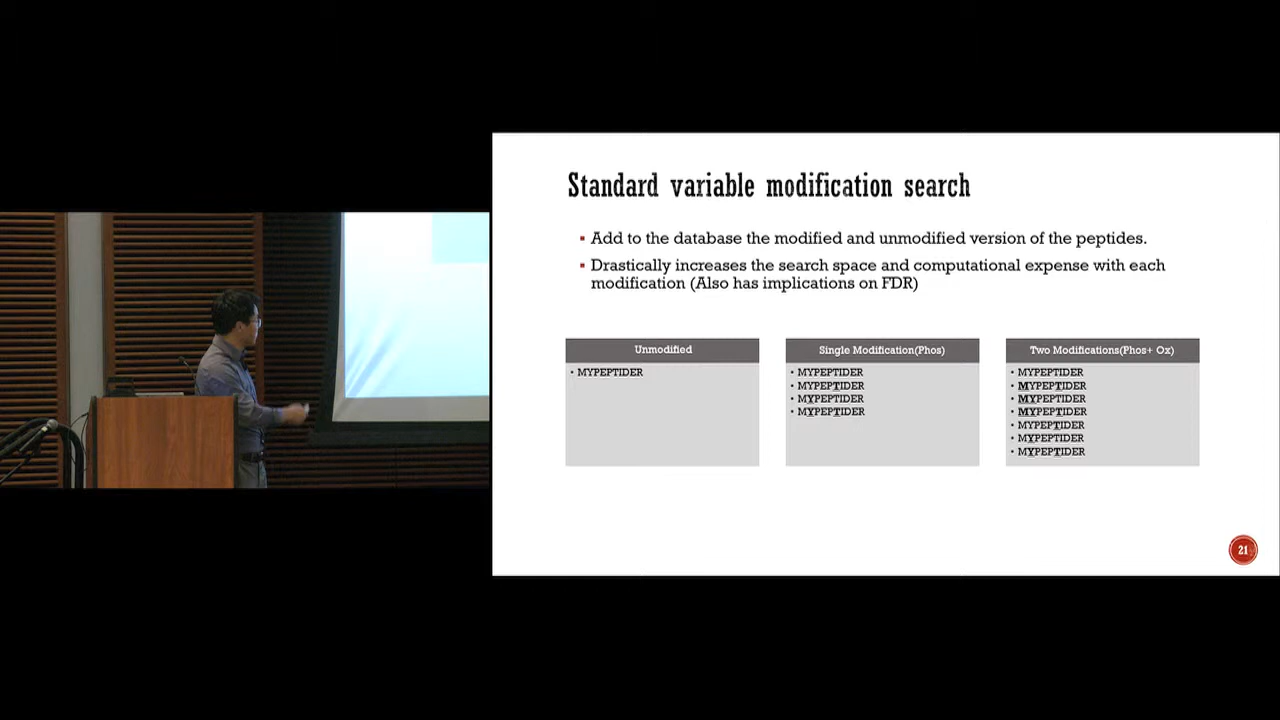 Standard variable modification search
▪ Add to the database the modified and unmodified version of the peptides.
▪ Drastically increases the search space and computational expense with each
modification (Also has implications on FDR)
Unmodified
• MYPEPTIDER
Single Modification(Phos)
• MYPEPTIDER
• MYPEPTIDER
• MYPEPTIDER
• MYPEPTIDER
Two Modifications(Phos+ Ox)
• MYPEPTIDER
• MYPEPTIDER
• MYPEPTIDER
• MYPEPTIDER
• MYPEPTIDER
• MYPEPTIDER
• MYPEPTIDER
21